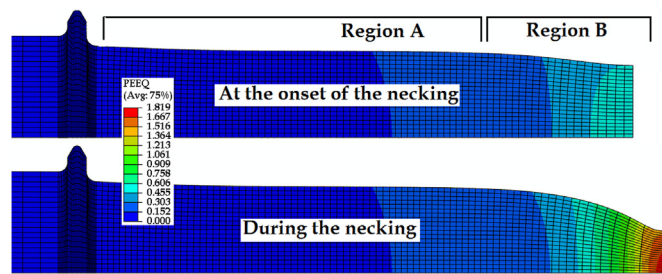 Region A
Region B
At the onset of the necking
PEEQ
(Avg: 75%)
1.819
1.667
1.516
1.364
1.213
1.061
0.909
0.758
0.606
0.455
0.303
0.152
0.000
During the necking